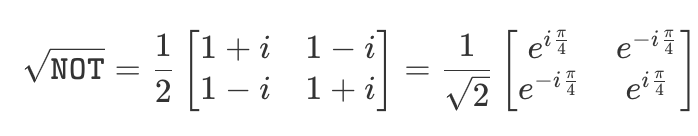 √NOT = 1/2 [1 + i 1 − i; 1 − i 1 + i] = 1/√2 [e^{iπ/4} e^{−iπ/4}; e^{−iπ/4} e^{iπ/4}]